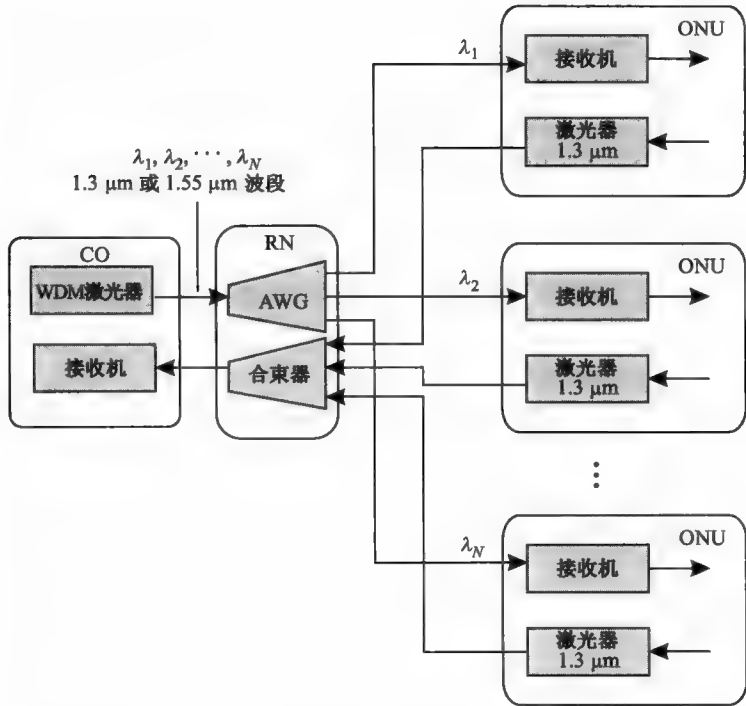 λ1, λ2, ⋯, λN
1.3 μm 或 1.55 μm 波段
CO
WDM激光器
接收机
RN
AWG
合束器
λ1
ONU
接收机
激光器
1.3 μm
λ2
ONU
接收机
激光器
1.3 μm
⋮
λN
ONU
接收机
激光器
1.3 μm